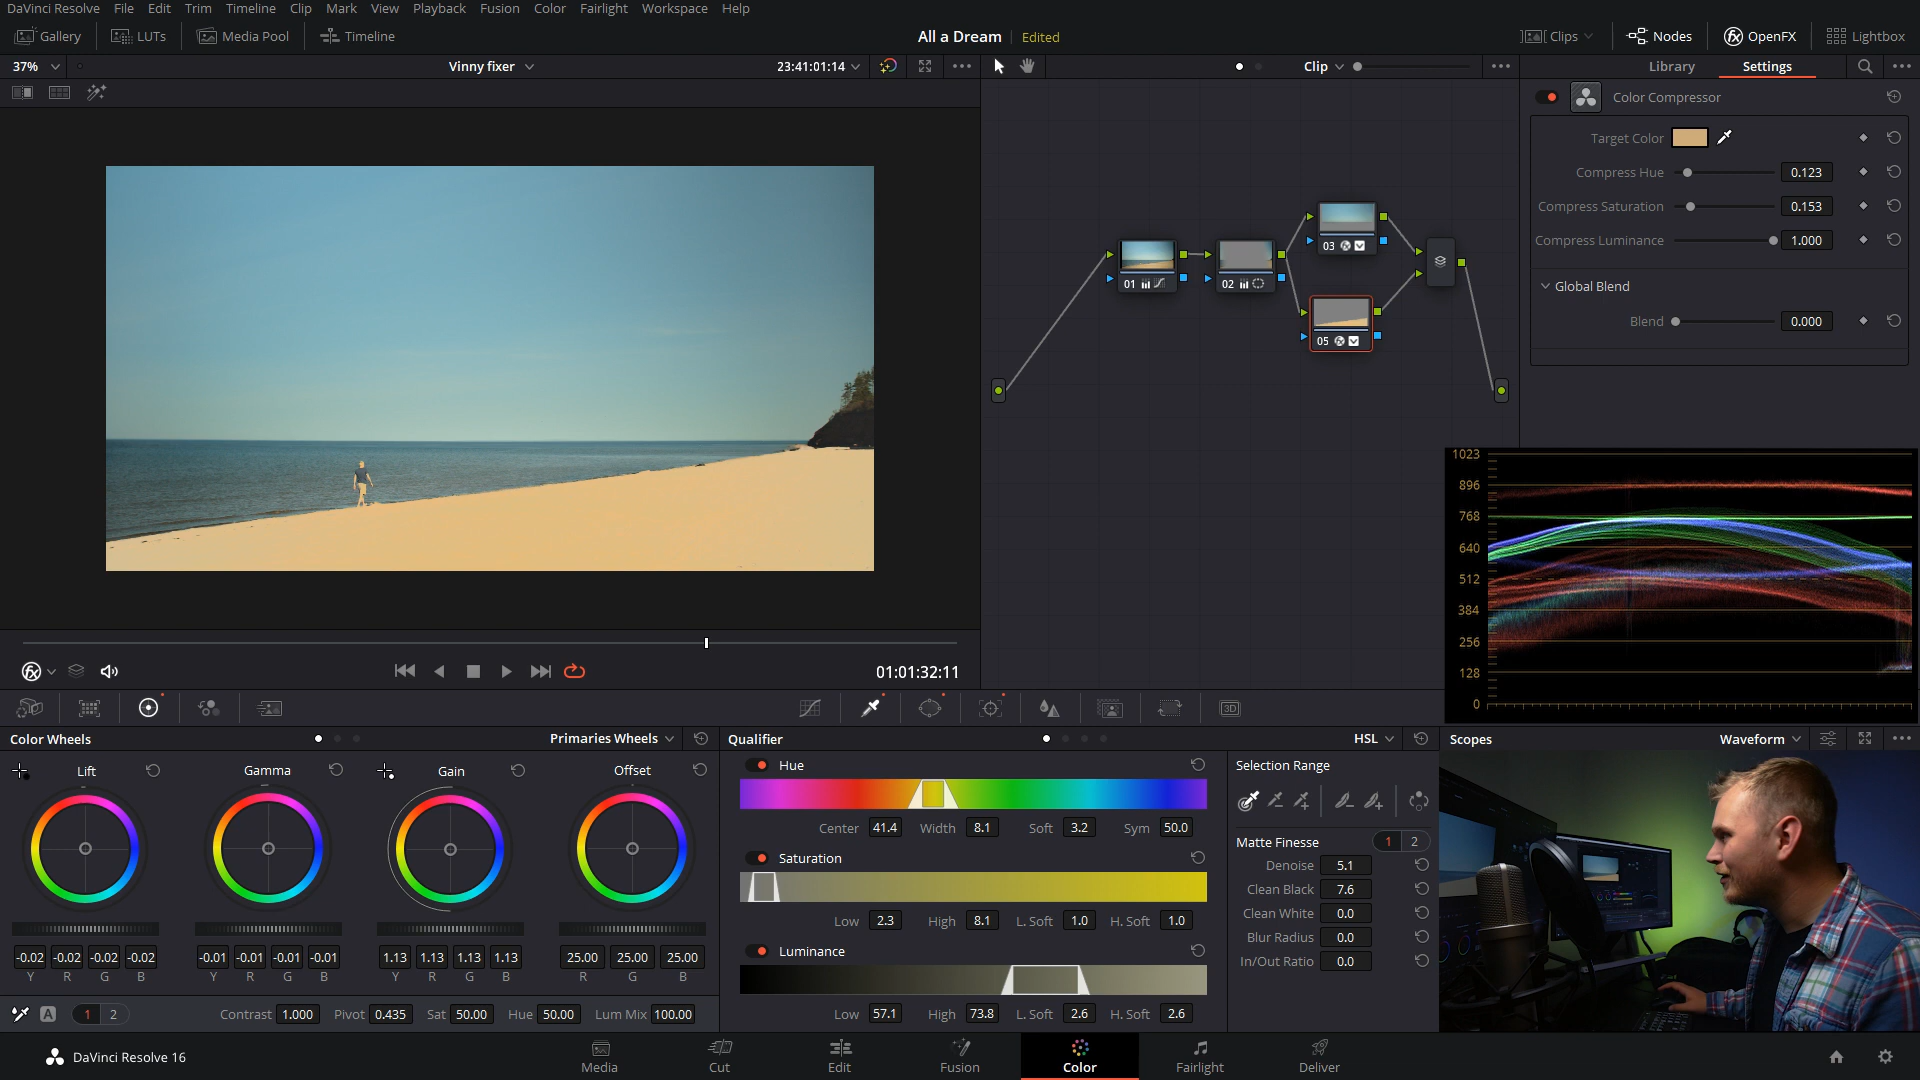 DaVinci Resolve File Edit Trim Timeline Clip Mark View Playback Fusion Color Fairlight Workspace Help
Gallery LUTs Media Pool Timeline All a Dream Edited Clips Nodes OpenFX Lightbox
37% Vinny fixer 23:41:01:14 Clip Library Settings
Color Compressor
Target Color
Compress Hue 0.123
Compress Saturation 0.153
Compress Luminance 1.000
Global Blend
Blend 0.000
03
01 02
05
1023
896
768
640
512
384
256
128
0
01:01:32:11
3D
Color Wheels Primaries Wheels
Lift Gamma Gain Offset
-0.02 -0.02 -0.02 -0.02 -0.01 -0.01 -0.01 -0.01 1.13 1.13 1.13 1.13 25.00 25.00 25.00
Y R G B Y R G B Y R G B R G B
A 1 2 Contrast 1.000 Pivot 0.435 Sat 50.00 Hue 50.00 Lum Mix 100.00
Qualifier HSL
Hue
Center 41.4 Width 8.1 Soft 3.2 Sym 50.0
Saturation
Low 2.3 High 8.1 L. Soft 1.0 H. Soft 1.0
Luminance
Low 57.1 High 73.8 L. Soft 2.6 H. Soft 2.6
Selection Range
Matte Finesse 1 2
Denoise 5.1
Clean Black 7.6
Clean White 0.0
Blur Radius 0.0
In/Out Ratio 0.0
Scopes Waveform
DaVinci Resolve 16
Media Cut Edit Fusion Color Fairlight Deliver